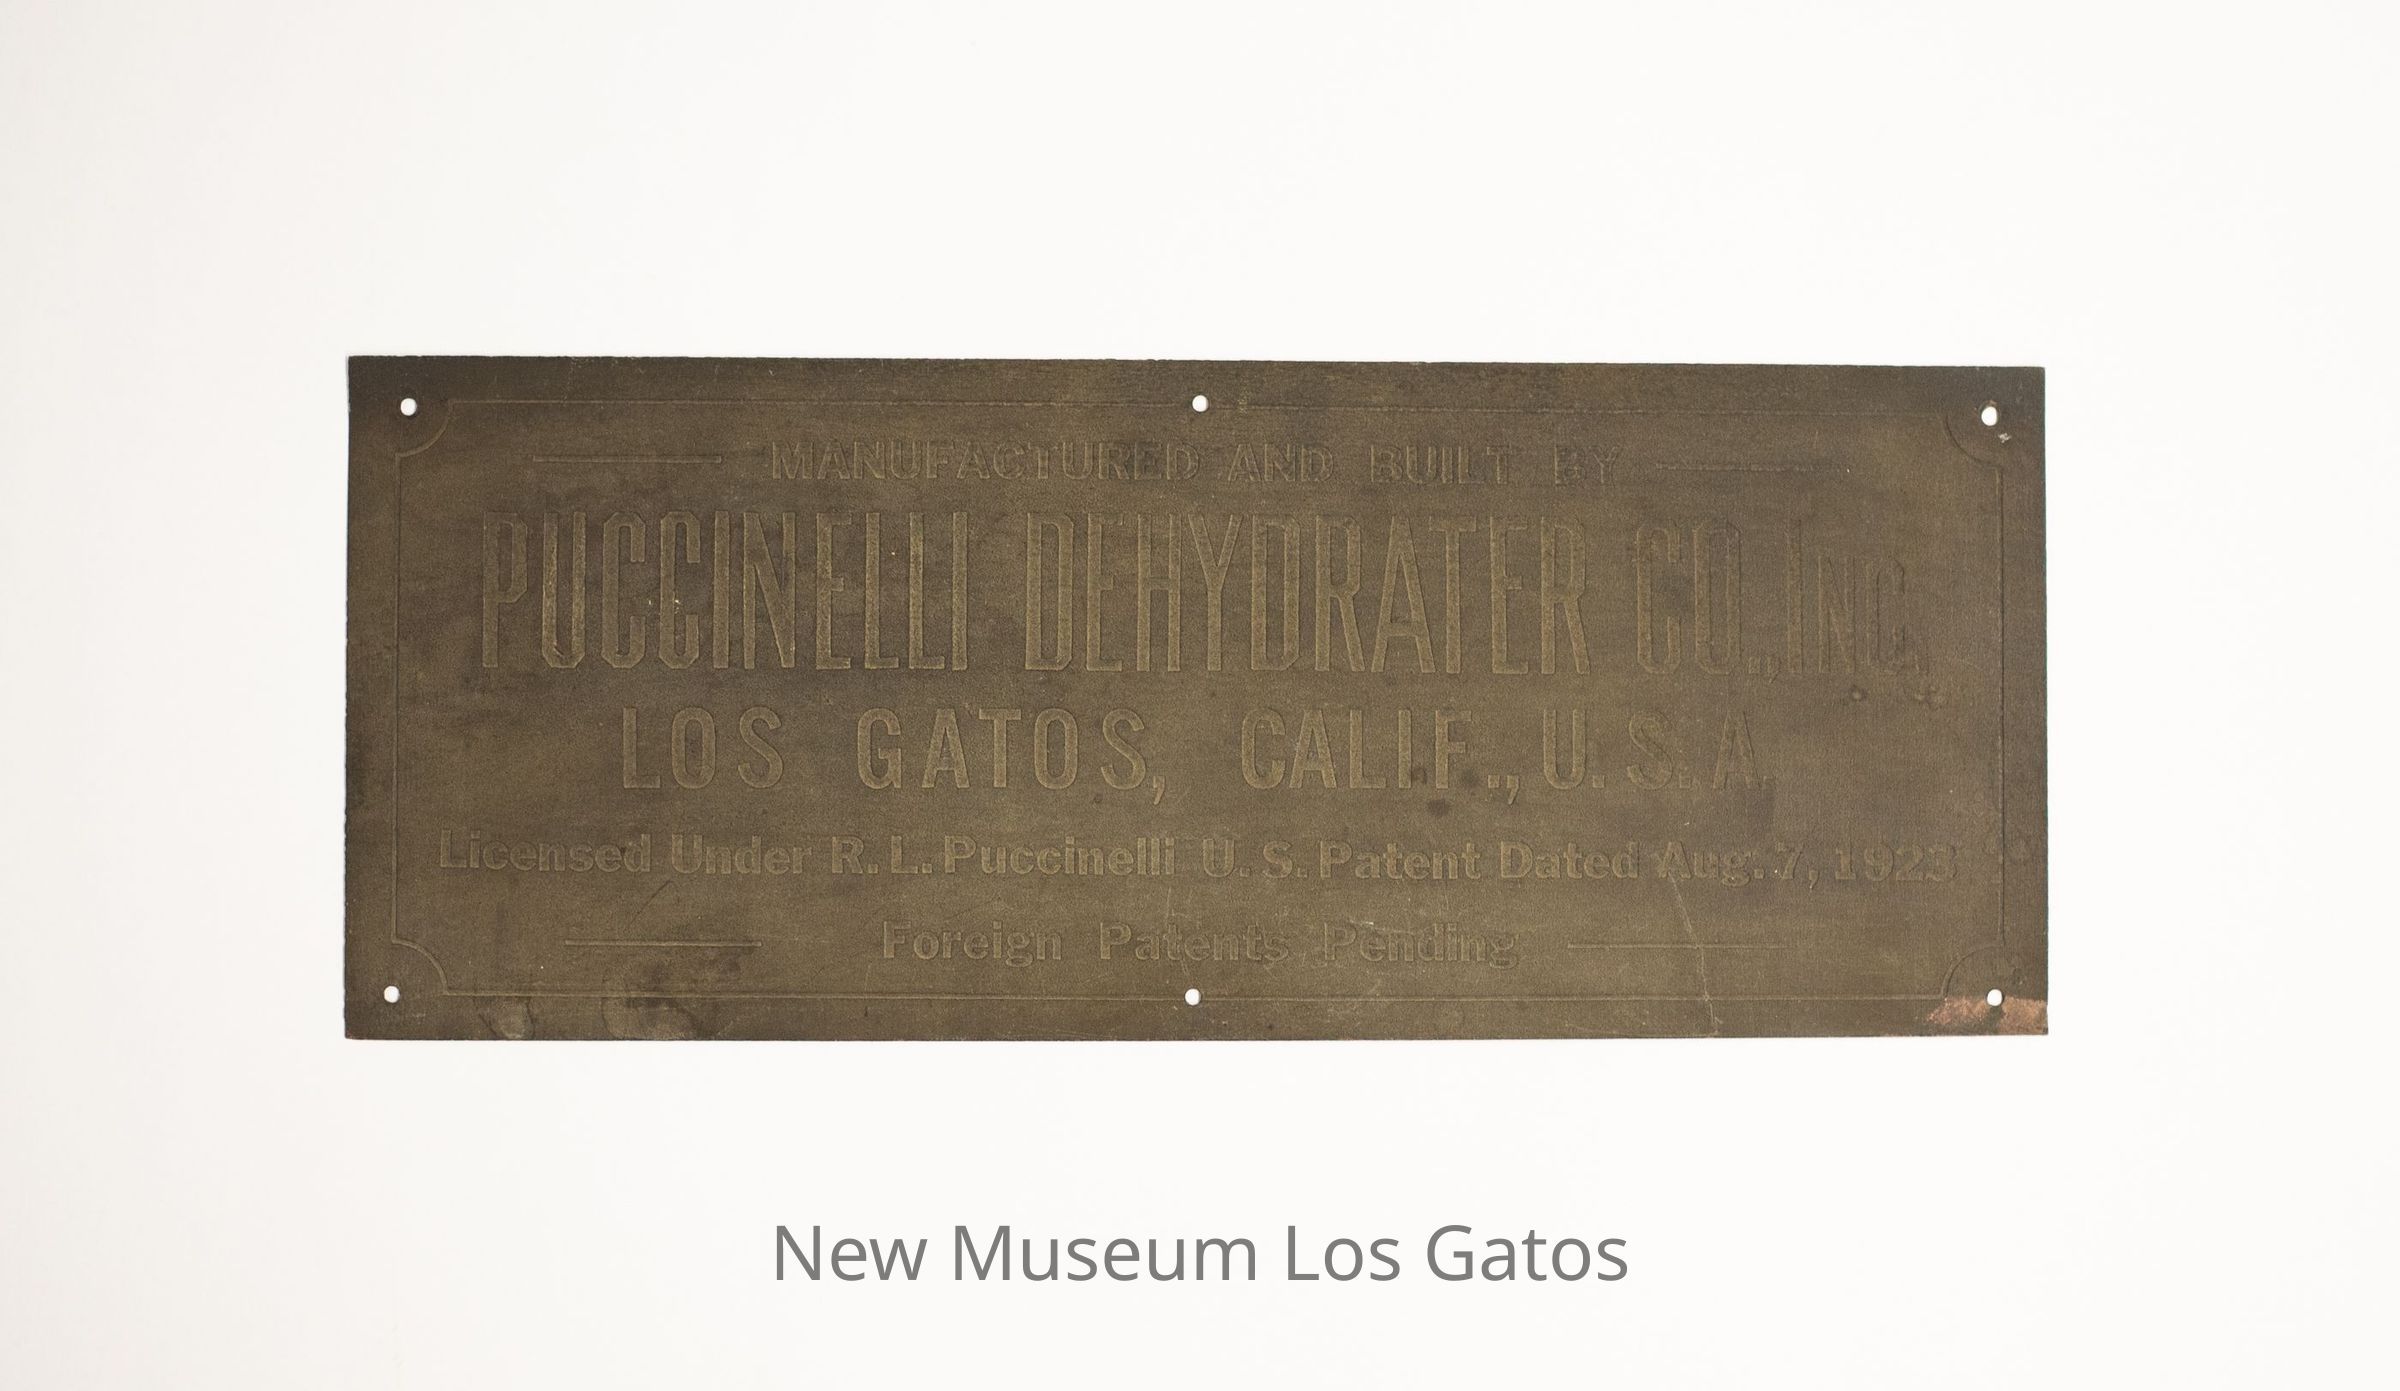 MANUFACTURED AND BUILT BY
PUCCINELLI DEHYDRATER CO., INC.
LOS GATOS, CALIF., U.S.A.
Licensed Under R.L. Puccinelli U.S. Patent Dated Aug. 7, 1923
Foreign Patents Pending
New Museum Los Gatos